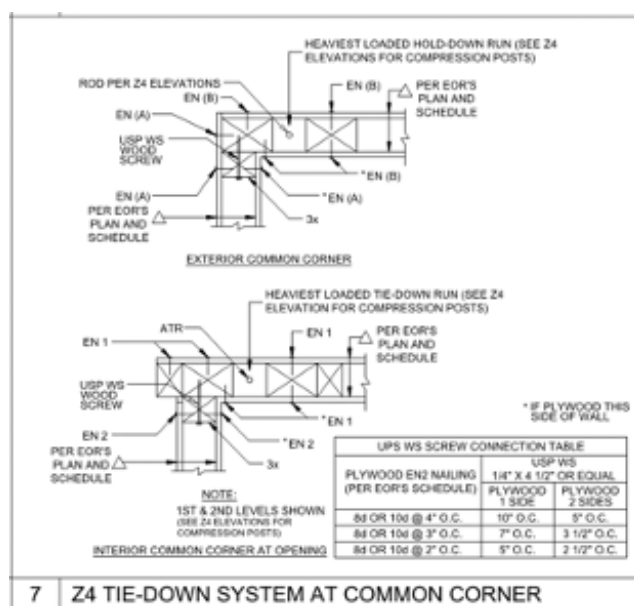 HEAVIEST LOADED HOLD-DOWN RUN (SEE Z4
ELEVATIONS FOR COMPRESSION POSTS)
ROD PER Z4 ELEVATIONS
EN (B)
EN (B)
PER EOR'S
PLAN AND
SCHEDULE
EN (A)
USP WS
WOOD
SCREW
*EN (B)
EN (A)
*EN (A)
PER EOR'S
PLAN AND
SCHEDULE
3x
EXTERIOR COMMON CORNER
HEAVIEST LOADED TIE-DOWN RUN (SEE Z4
ELEVATION FOR COMPRESSION POSTS)
ATR
EN 1
EN 1
PER EOR'S
PLAN AND
SCHEDULE
USP WS
WOOD
SCREW
*EN 1
EN 2
*EN 2
PER EOR'S
PLAN AND
SCHEDULE
3x
* IF PLYWOOD THIS
SIDE OF WALL
NOTE:
1ST & 2ND LEVELS SHOWN
(SEE Z4 ELEVATIONS FOR
COMPRESSION POSTS)
INTERIOR COMMON CORNER AT OPENING
UPS WS SCREW CONNECTION TABLE
PLYWOOD EN2 NAILING
(PER EOR'S SCHEDULE)
USP WS
1/4" X 4 1/2" OR EQUAL
PLYWOOD
1 SIDE
PLYWOOD
2 SIDES
8d OR 10d @ 4" O.C. 10" O.C. 5" O.C.
8d OR 10d @ 3" O.C. 7" O.C. 3 1/2" O.C.
8d OR 10d @ 2" O.C. 5" O.C. 2 1/2" O.C.
7 Z4 TIE-DOWN SYSTEM AT COMMON CORNER